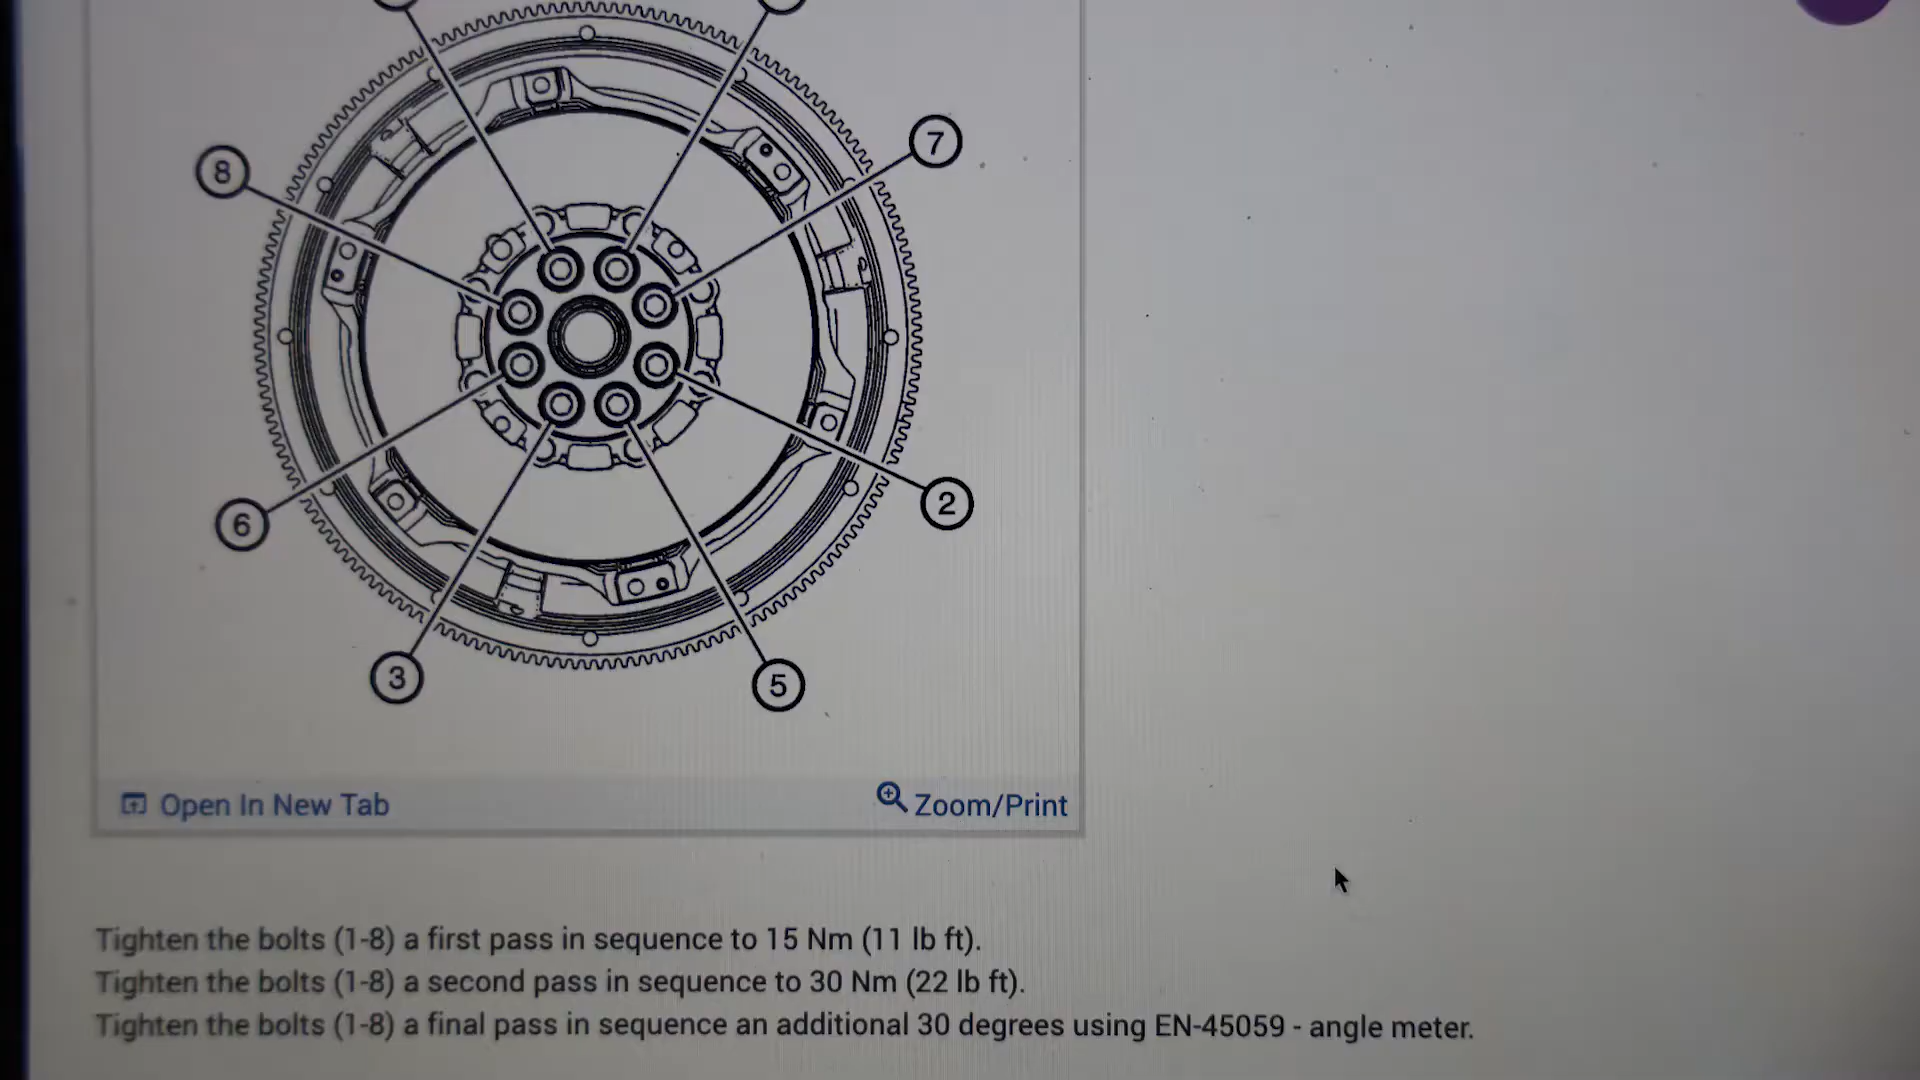 7
8
2
6
3
5
Open In New Tab
Zoom/Print
Tighten the bolts (1-8) a first pass in sequence to 15 Nm (11 lb ft).
Tighten the bolts (1-8) a second pass in sequence to 30 Nm (22 lb ft).
Tighten the bolts (1-8) a final pass in sequence an additional 30 degrees using EN-45059 - angle meter.